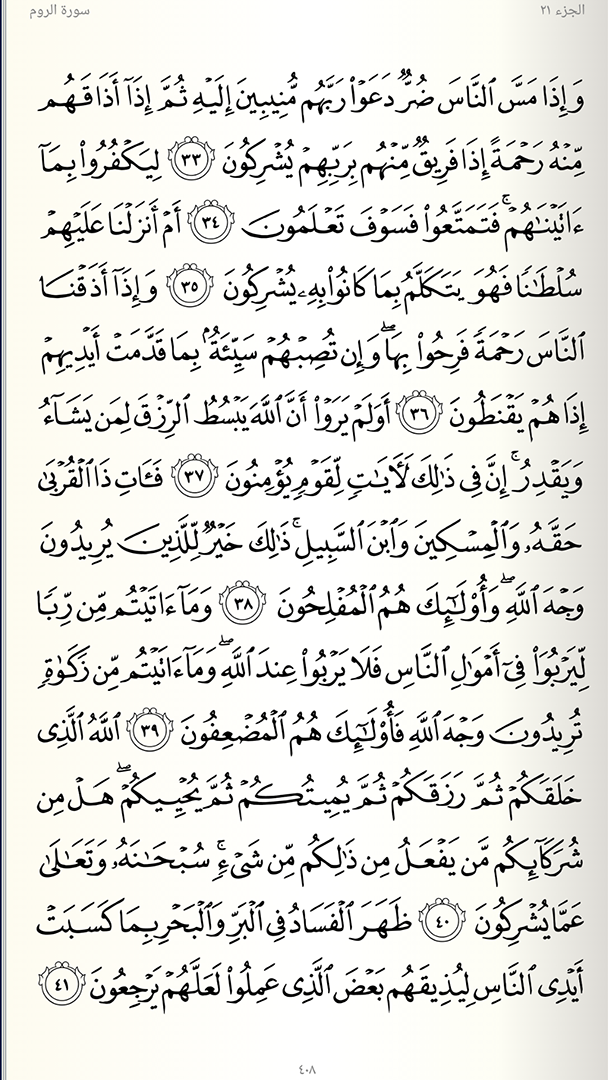 الجزء ٢١ سورة الروم
وَإِذَا مَسَّ ٱلنَّاسَ ضُرٌّ دَعَوۡاْ رَبَّهُم مُّنِيبِينَ إِلَيۡهِ ثُمَّ إِذَآ أَذَاقَهُم
مِّنۡهُ رَحۡمَةً إِذَا فَرِيقٞ مِّنۡهُم بِرَبِّهِمۡ يُشۡرِكُونَ ٣٣ لِيَكۡفُرُواْ بِمَآ
ءَاتَيۡنَٰهُمۡۚ فَتَمَتَّعُواْ فَسَوۡفَ تَعۡلَمُونَ ٣٤ أَمۡ أَنزَلۡنَا عَلَيۡهِمۡ
سُلۡطَٰنٗا فَهُوَ يَتَكَلَّمُ بِمَا كَانُواْ بِهِۦ يُشۡرِكُونَ ٣٥ وَإِذَآ أَذَقۡنَا
ٱلنَّاسَ رَحۡمَةٗ فَرِحُواْ بِهَاۖ وَإِن تُصِبۡهُمۡ سَيِّئَةُۢ بِمَا قَدَّمَتۡ أَيۡدِيهِمۡ
إِذَا هُمۡ يَقۡنَطُونَ ٣٦ أَوَلَمۡ يَرَوۡاْ أَنَّ ٱللَّهَ يَبۡسُطُ ٱلرِّزۡقَ لِمَن يَشَآءُ
وَيَقۡدِرُۚ إِنَّ فِي ذَٰلِكَ لَأٓيَٰتٖ لِّقَوۡمٖ يُؤۡمِنُونَ ٣٧ فَـَٔاتِ ذَا ٱلۡقُرۡبَىٰ
حَقَّهُۥ وَٱلۡمِسۡكِينَ وَٱبۡنَ ٱلسَّبِيلِۚ ذَٰلِكَ خَيۡرٞ لِّلَّذِينَ يُرِيدُونَ
وَجۡهَ ٱللَّهِۖ وَأُوْلَٰٓئِكَ هُمُ ٱلۡمُفۡلِحُونَ ٣٨ وَمَآ ءَاتَيۡتُم مِّن رِّبٗا
لِّيَرۡبُوَاْ فِيٓ أَمۡوَٰلِ ٱلنَّاسِ فَلَا يَرۡبُواْ عِندَ ٱللَّهِۖ وَمَآ ءَاتَيۡتُم مِّن زَكَوٰةٖ
تُرِيدُونَ وَجۡهَ ٱللَّهِ فَأُوْلَٰٓئِكَ هُمُ ٱلۡمُضۡعِفُونَ ٣٩ ٱللَّهُ ٱلَّذِي
خَلَقَكُمۡ ثُمَّ رَزَقَكُمۡ ثُمَّ يُمِيتُكُمۡ ثُمَّ يُحۡيِيكُمۡۖ هَلۡ مِن
شُرَكَآئِكُم مَّن يَفۡعَلُ مِن ذَٰلِكُم مِّن شَيۡءٖۚ سُبۡحَٰنَهُۥ وَتَعَٰلَىٰ
عَمَّا يُشۡرِكُونَ ٤٠ ظَهَرَ ٱلۡفَسَادُ فِي ٱلۡبَرِّ وَٱلۡبَحۡرِ بِمَا كَسَبَتۡ
أَيۡدِي ٱلنَّاسِ لِيُذِيقَهُم بَعۡضَ ٱلَّذِي عَمِلُواْ لَعَلَّهُمۡ يَرۡجِعُونَ ٤١
٤٠٨